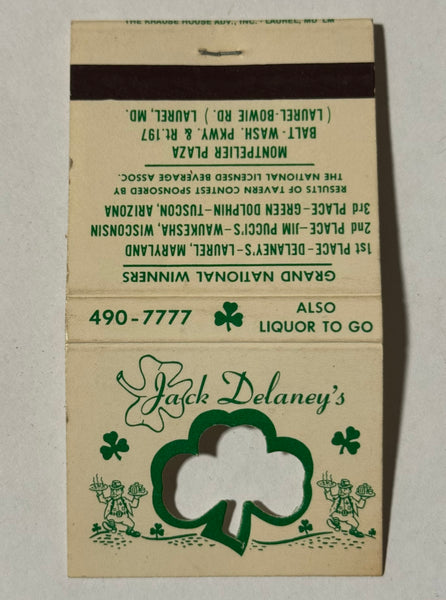 THE KRAUSE HOUSE ADV., INC. · LAUREL, MD LM
GRAND NATIONAL WINNERS
1st PLACE-DELANEY'S-LAUREL, MARYLAND
2nd PLACE-JIM PUCCI'S-WAUKESHA, WISCONSIN
3rd PLACE-GREEN DOLPHIN-TUSCON, ARIZONA
RESULTS OF TAVERN CONTEST SPONSORED BY
THE NATIONAL LICENSED BEVERAGE ASSOC.
MONTPELIER PLAZA
BALT-WASH. PKWY. & Rt.197
( LAUREL-BOWIE RD. ) LAUREL, MD.
490-7777
ALSO
LIQUOR TO GO
Jack Delaney's